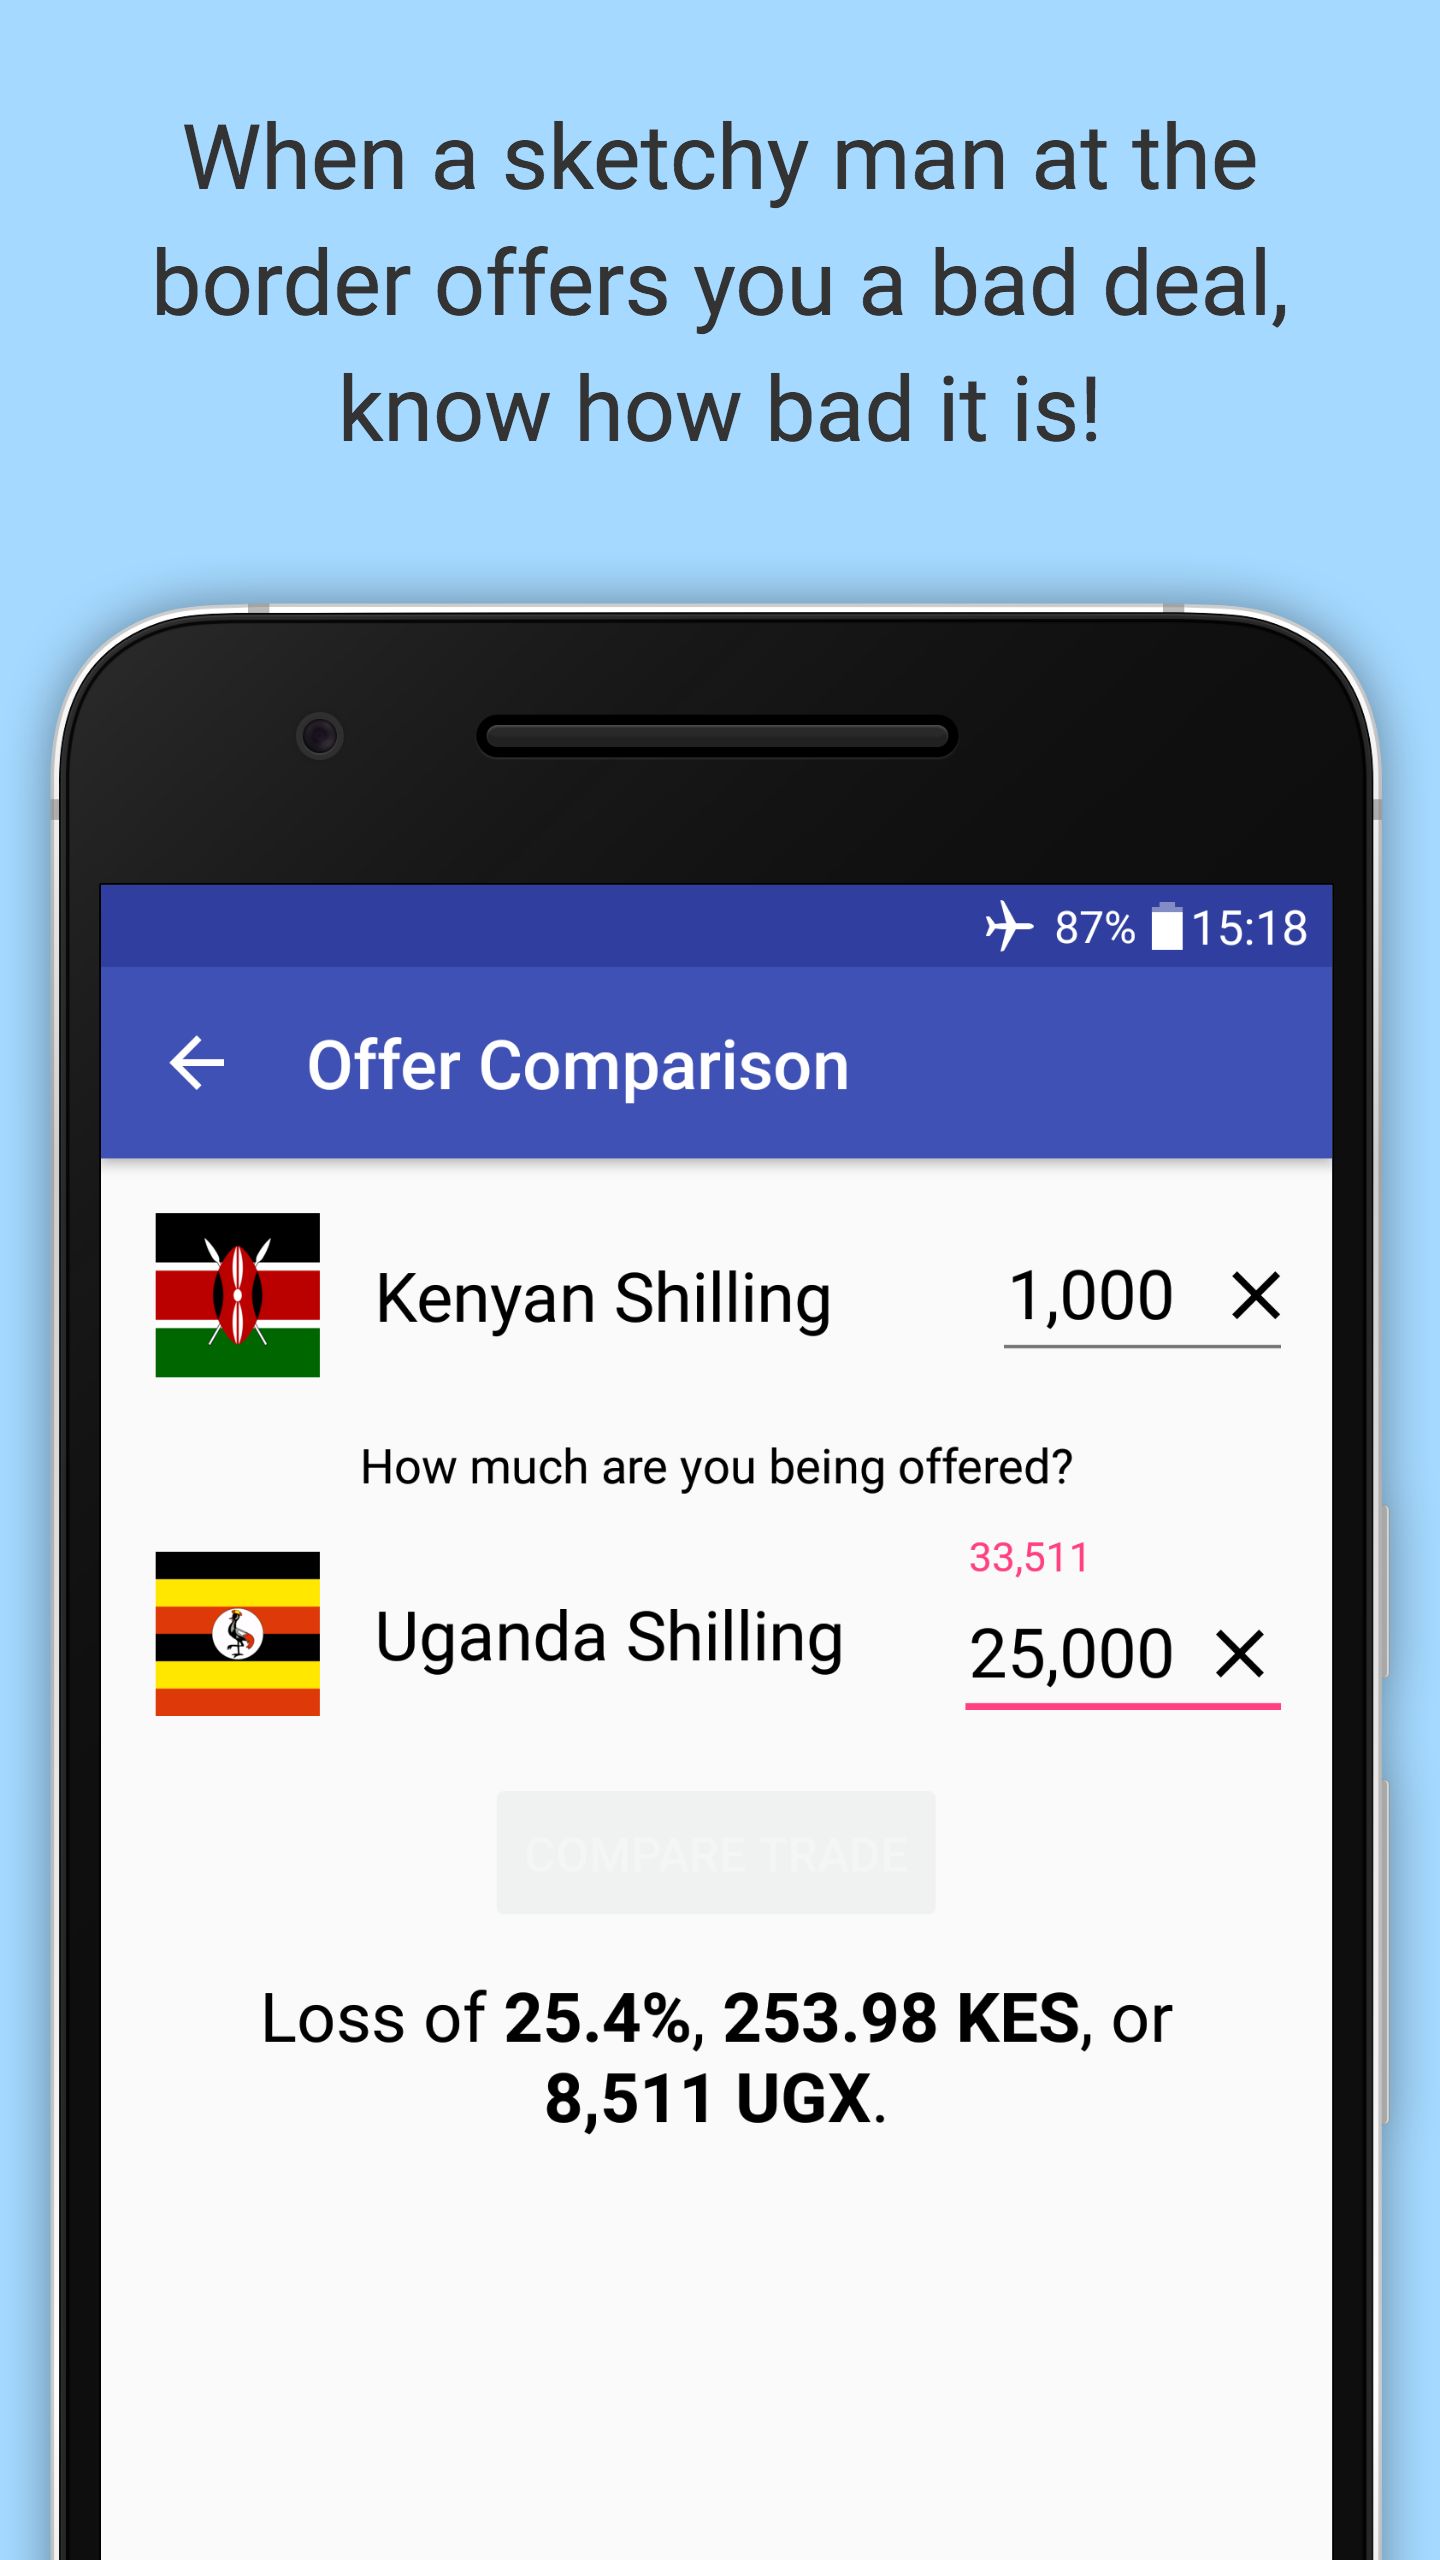 When a sketchy man at the
border offers you a bad deal,
know how bad it is!
87% 15:18
Offer Comparison
Kenyan Shilling 1,000
How much are you being offered?
33,511
Uganda Shilling 25,000
COMPARE TRADE
Loss of 25.4%, 253.98 KES, or
8,511 UGX.